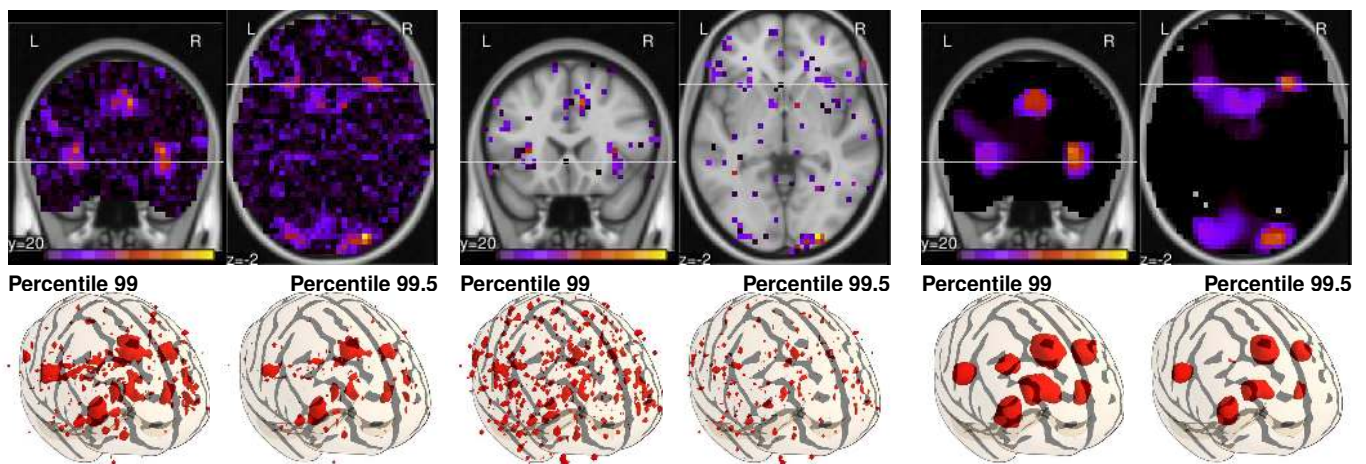 L R L R L R
y=20 z=-2 y=20 z=-2 y=20 z=-2
Percentile 99 Percentile 99.5 Percentile 99 Percentile 99.5 Percentile 99 Percentile 99.5